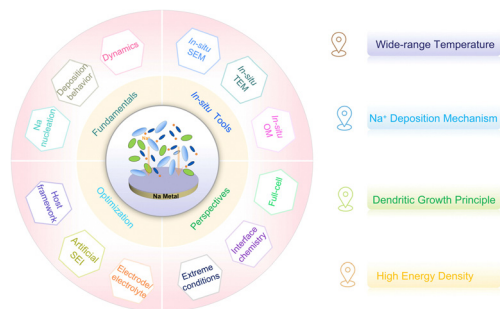 Dynamics
Deposition
behavior
Na
nucleation
Fundamentals
In-situ
SEM
In-situ
TEM
In-situ
OM
In-situ Tools
Na Metal
Host
framework
Artificial
SEI
Electrode/
electrolyte
Optimization
Full-cell
Interface
chemistry
Extreme
conditions
Perspectives
Wide-range Temperature
Na⁺ Deposition Mechanism
Dendritic Growth Principle
High Energy Density